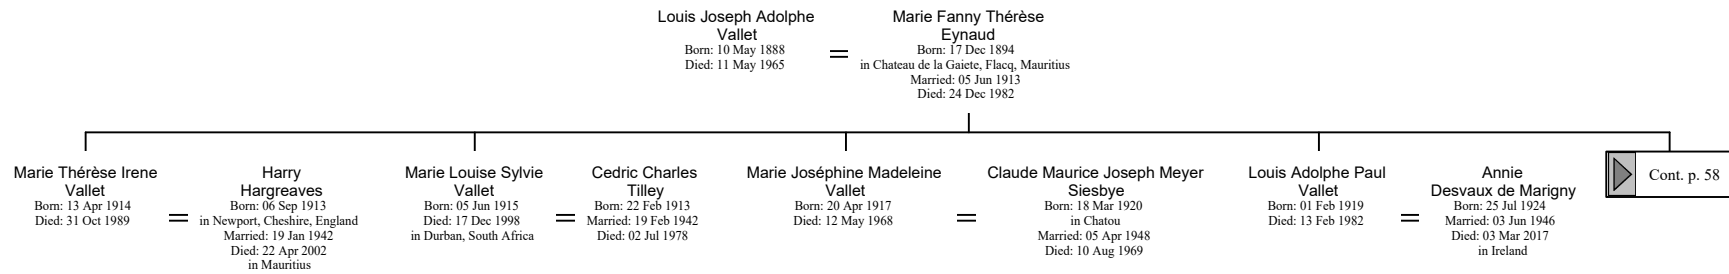 Louis Joseph Adolphe
Vallet
Born: 10 May 1888
Died: 11 May 1965
=
Marie Fanny Thérèse
Eynaud
Born: 17 Dec 1894
in Chateau de la Gaiete, Flacq, Mauritius
Married: 05 Jun 1913
Died: 24 Dec 1982
Marie Thérèse Irene
Vallet
Born: 13 Apr 1914
Died: 31 Oct 1989
=
Harry
Hargreaves
Born: 06 Sep 1913
in Newport, Cheshire, England
Married: 19 Jan 1942
Died: 22 Apr 2002
in Mauritius
Marie Louise Sylvie
Vallet
Born: 05 Jun 1915
Died: 17 Dec 1998
in Durban, South Africa
=
Cedric Charles
Tilley
Born: 22 Feb 1913
Married: 19 Feb 1942
Died: 02 Jul 1978
Marie Joséphine Madeleine
Vallet
Born: 20 Apr 1917
Died: 12 May 1968
=
Claude Maurice Joseph Meyer
Siesbye
Born: 18 Mar 1920
in Chatou
Married: 05 Apr 1948
Died: 10 Aug 1969
Louis Adolphe Paul
Vallet
Born: 01 Feb 1919
Died: 13 Feb 1982
=
Annie
Desvaux de Marigny
Born: 25 Jul 1924
Married: 03 Jun 1946
Died: 03 Mar 2017
in Ireland
Cont. p. 58